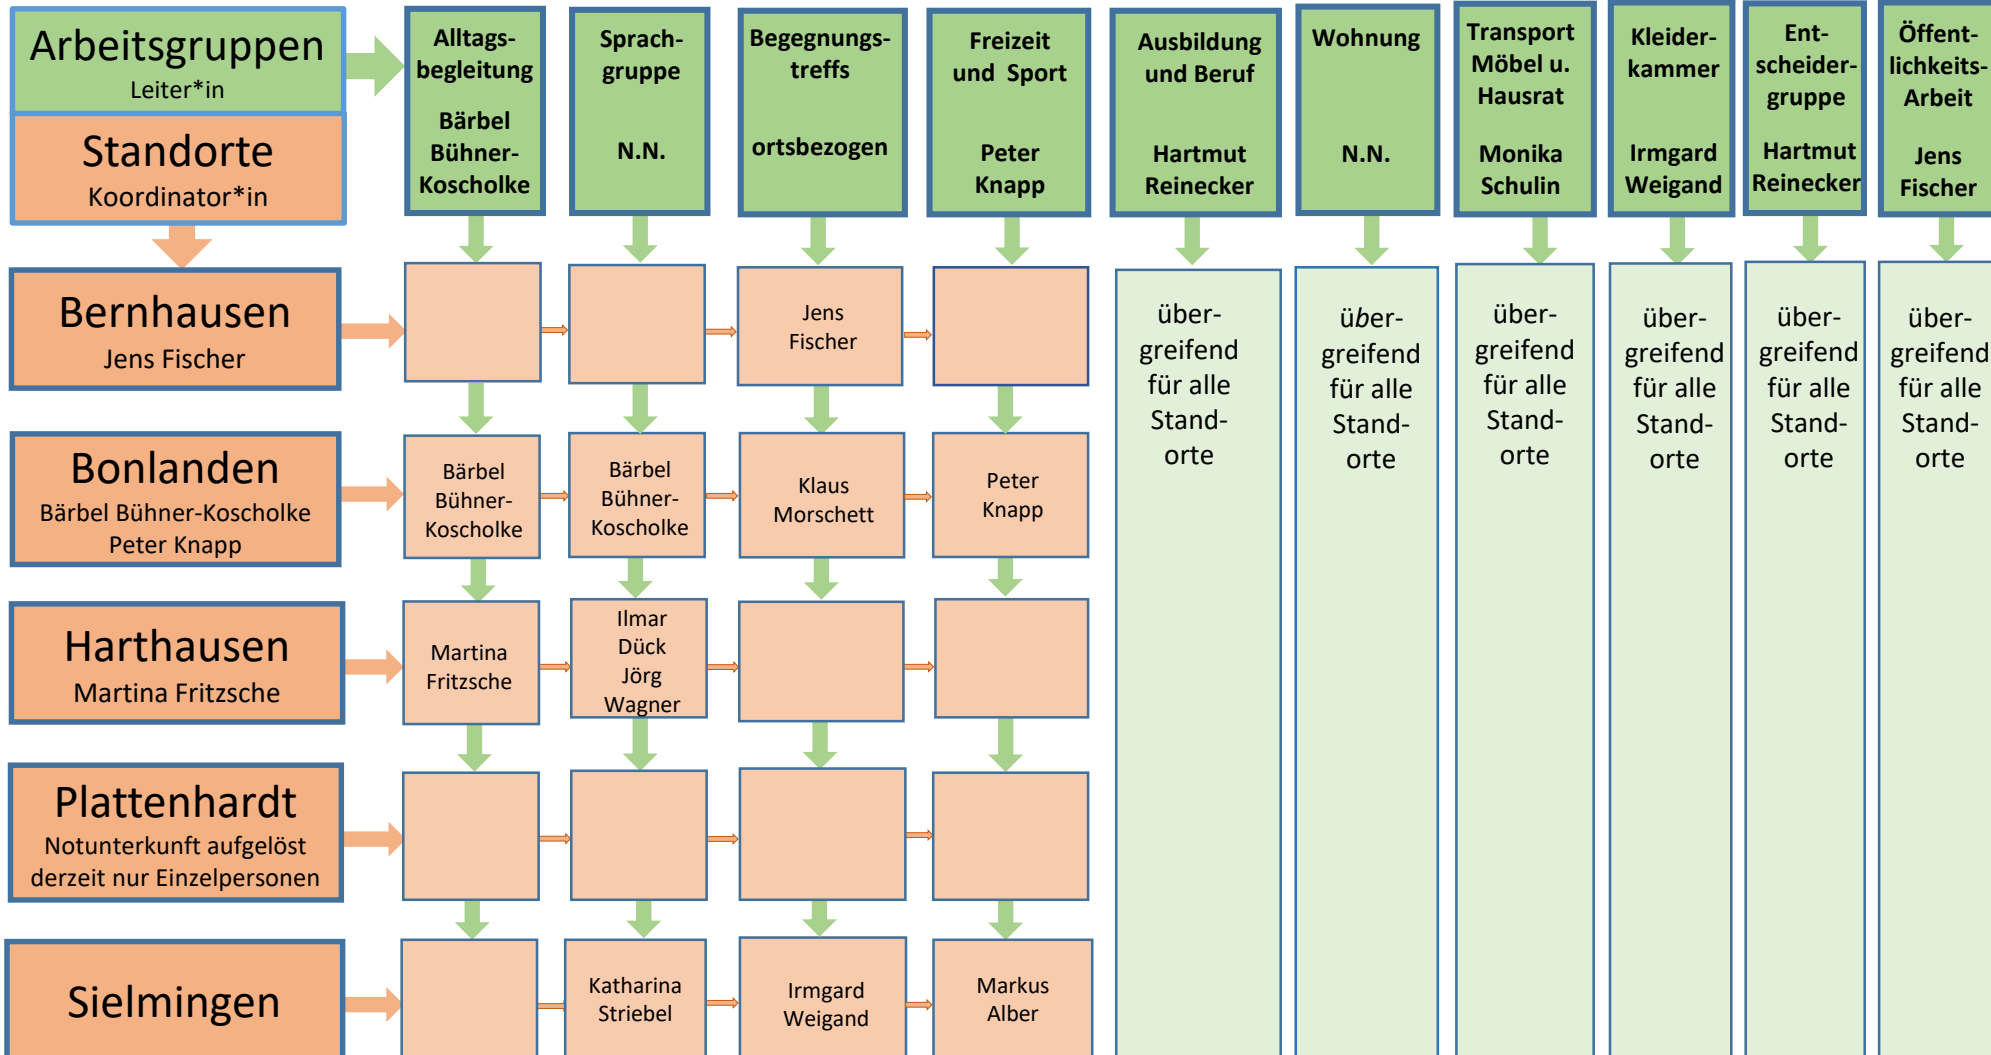 Arbeitsgruppen
Leiter*in
Standorte
Koordinator*in
Alltags-
begleitung
Bärbel
Bühner-
Koscholke
Sprach-
gruppe
N.N.
Begegnungs-
treffs
ortsbezogen
Freizeit
und Sport
Peter
Knapp
Ausbildung
und Beruf
Hartmut
Reinecker
Wohnung
N.N.
Transport
Möbel u.
Hausrat
Monika
Schulin
Kleider-
kammer
Irmgard
Weigand
Ent-
scheider-
gruppe
Hartmut
Reinecker
Öffent-
lichkeits-
Arbeit
Jens
Fischer
Bernhausen
Jens Fischer
Jens
Fischer
über-
greifend
für alle
Stand-
orte
über-
greifend
für alle
Stand-
orte
über-
greifend
für alle
Stand-
orte
über-
greifend
für alle
Stand-
orte
über-
greifend
für alle
Stand-
orte
über-
greifend
für alle
Stand-
orte
Bonlanden
Bärbel Bühner-Koscholke
Peter Knapp
Bärbel
Bühner-
Koscholke
Bärbel
Bühner-
Koscholke
Klaus
Morschett
Peter
Knapp
Harthausen
Martina Fritzsche
Martina
Fritzsche
Ilmar
Dück
Jörg
Wagner
Plattenhardt
Notunterkunft aufgelöst
derzeit nur Einzelpersonen
Sielmingen
Katharina
Striebel
Irmgard
Weigand
Markus
Alber